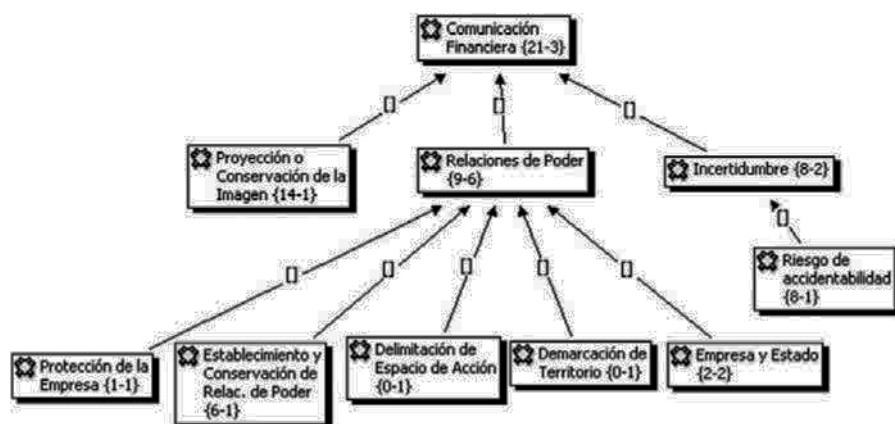 Comunicación
Financiera {21-3}
[]
[]
[]
Proyección o
Conservación de la
Imagen {14-1}
Relaciones de Poder
{9-6}
Incertidumbre {8-2}
[]
[]
[]
[]
[]
[]
Riesgo de
accidentabilidad
{8-1}
Protección de la
Empresa {1-1}
Establecimiento y
Conservación de
Relac. de Poder
{6-1}
Delimitación de
Espacio de Acción
{0-1}
Demarcación de
Territorio {0-1}
Empresa y Estado
{2-2}